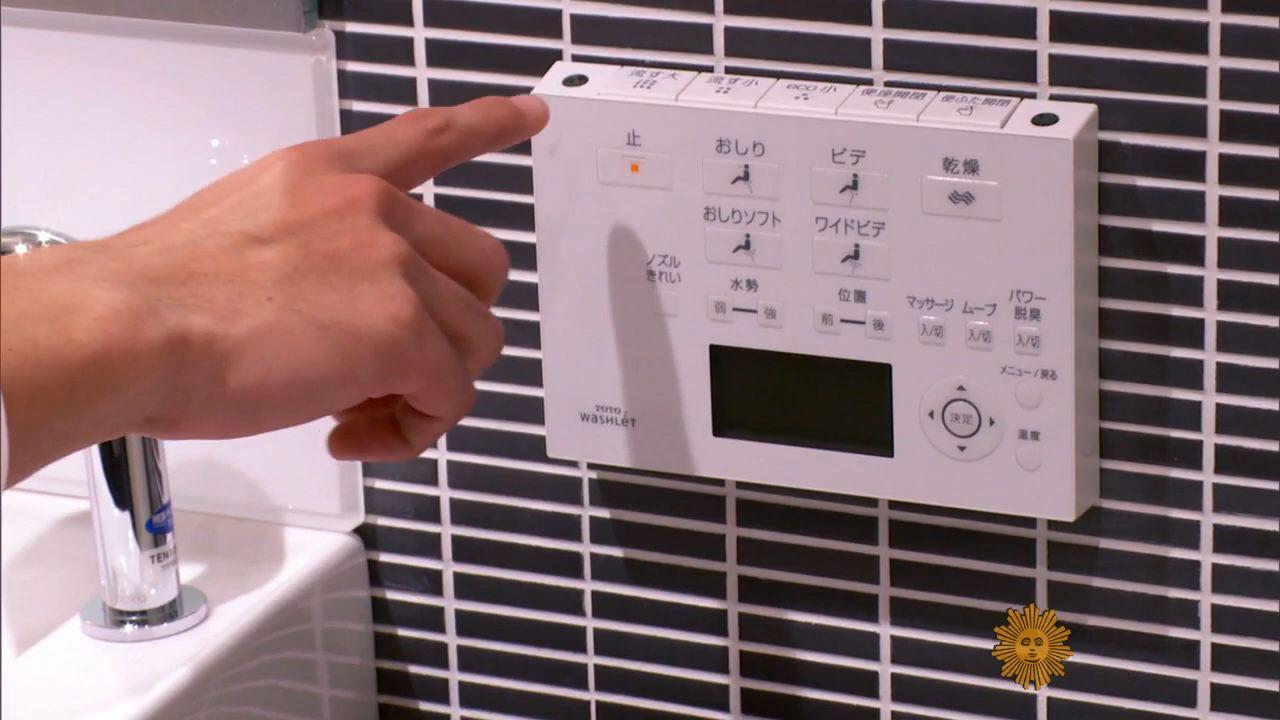 流す大
流す小
eco小
便座開閉
便ふた開閉
止
おしり
ビデ
乾燥
おしりソフト
ワイドビデ
ノズル
きれい
水勢
弱
強
位置
前
後
マッサージ
入/切
ムーブ
入/切
パワー
脱臭
入/切
メニュー/戻る
決定
温度
TOTO
WASHLET